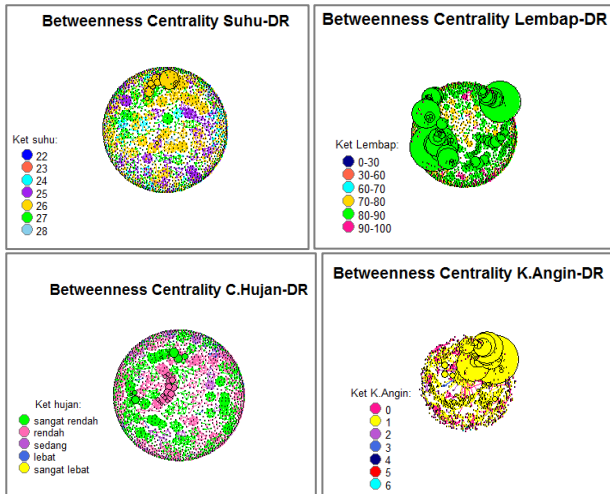 Betweenness Centrality Suhu-DR
Ket suhu:
22
23
24
25
26
27
28
Betweenness Centrality Lembap-DR
Ket Lembap:
0-30
30-60
60-70
70-80
80-90
90-100
Betweenness Centrality C.Hujan-DR
Ket hujan:
sangat rendah
rendah
sedang
lebat
sangat lebat
Betweenness Centrality K.Angin-DR
Ket K.Angin:
0
1
2
3
4
5
6